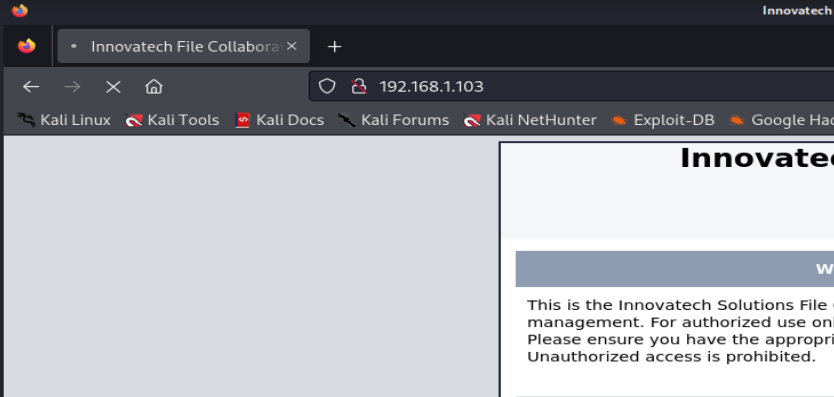 Innovatech
Innovatech File Collabora
192.168.1.103
Kali Linux Kali Tools Kali Docs Kali Forums Kali NetHunter Exploit-DB Google Hac
Innovatec
W
This is the Innovatech Solutions File
management. For authorized use onl
Please ensure you have the appropri
Unauthorized access is prohibited.